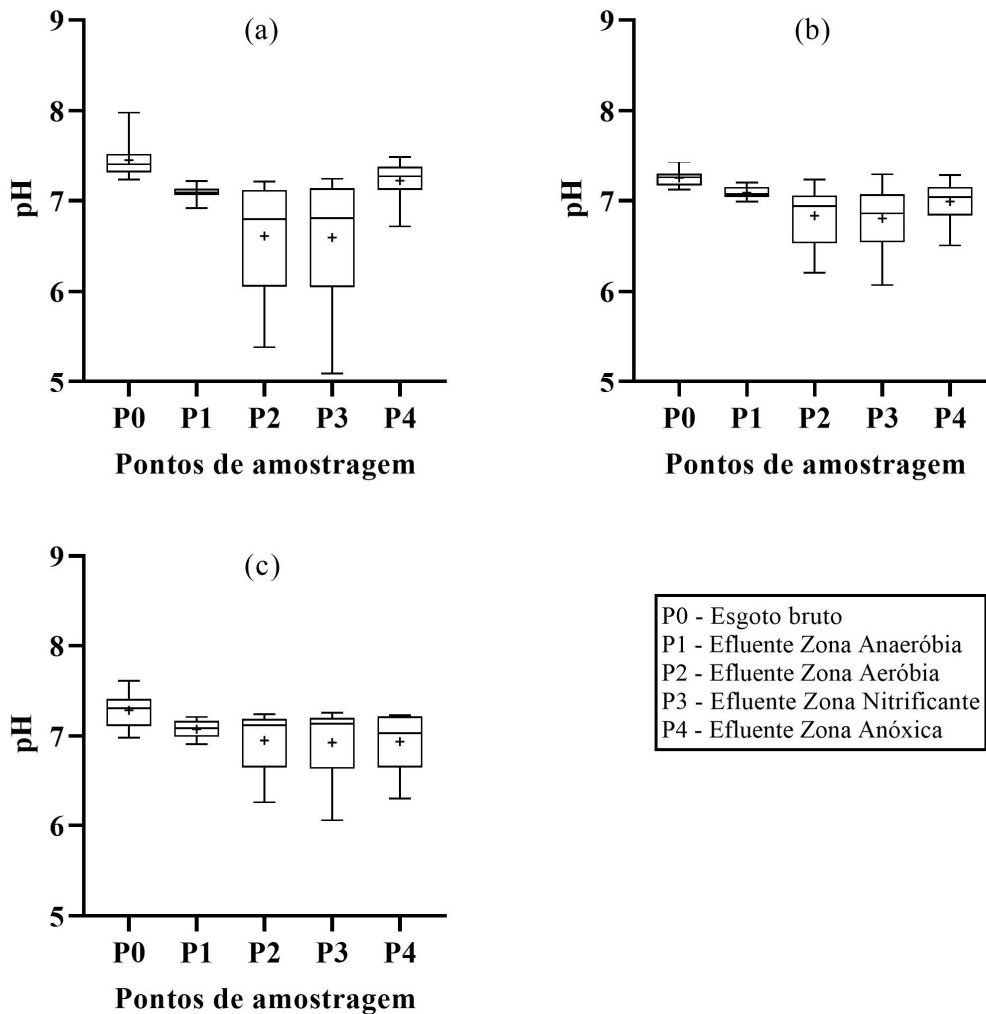 (a)
9
8
7
6
5
pH
P0 P1 P2 P3 P4
Pontos de amostragem
(b)
9
8
7
6
5
pH
P0 P1 P2 P3 P4
Pontos de amostragem
(c)
9
8
7
6
5
pH
P0 P1 P2 P3 P4
Pontos de amostragem
P0 - Esgoto bruto
P1 - Efluente Zona Anaeróbia
P2 - Efluente Zona Aeróbia
P3 - Efluente Zona Nitrificante
P4 - Efluente Zona Anóxica